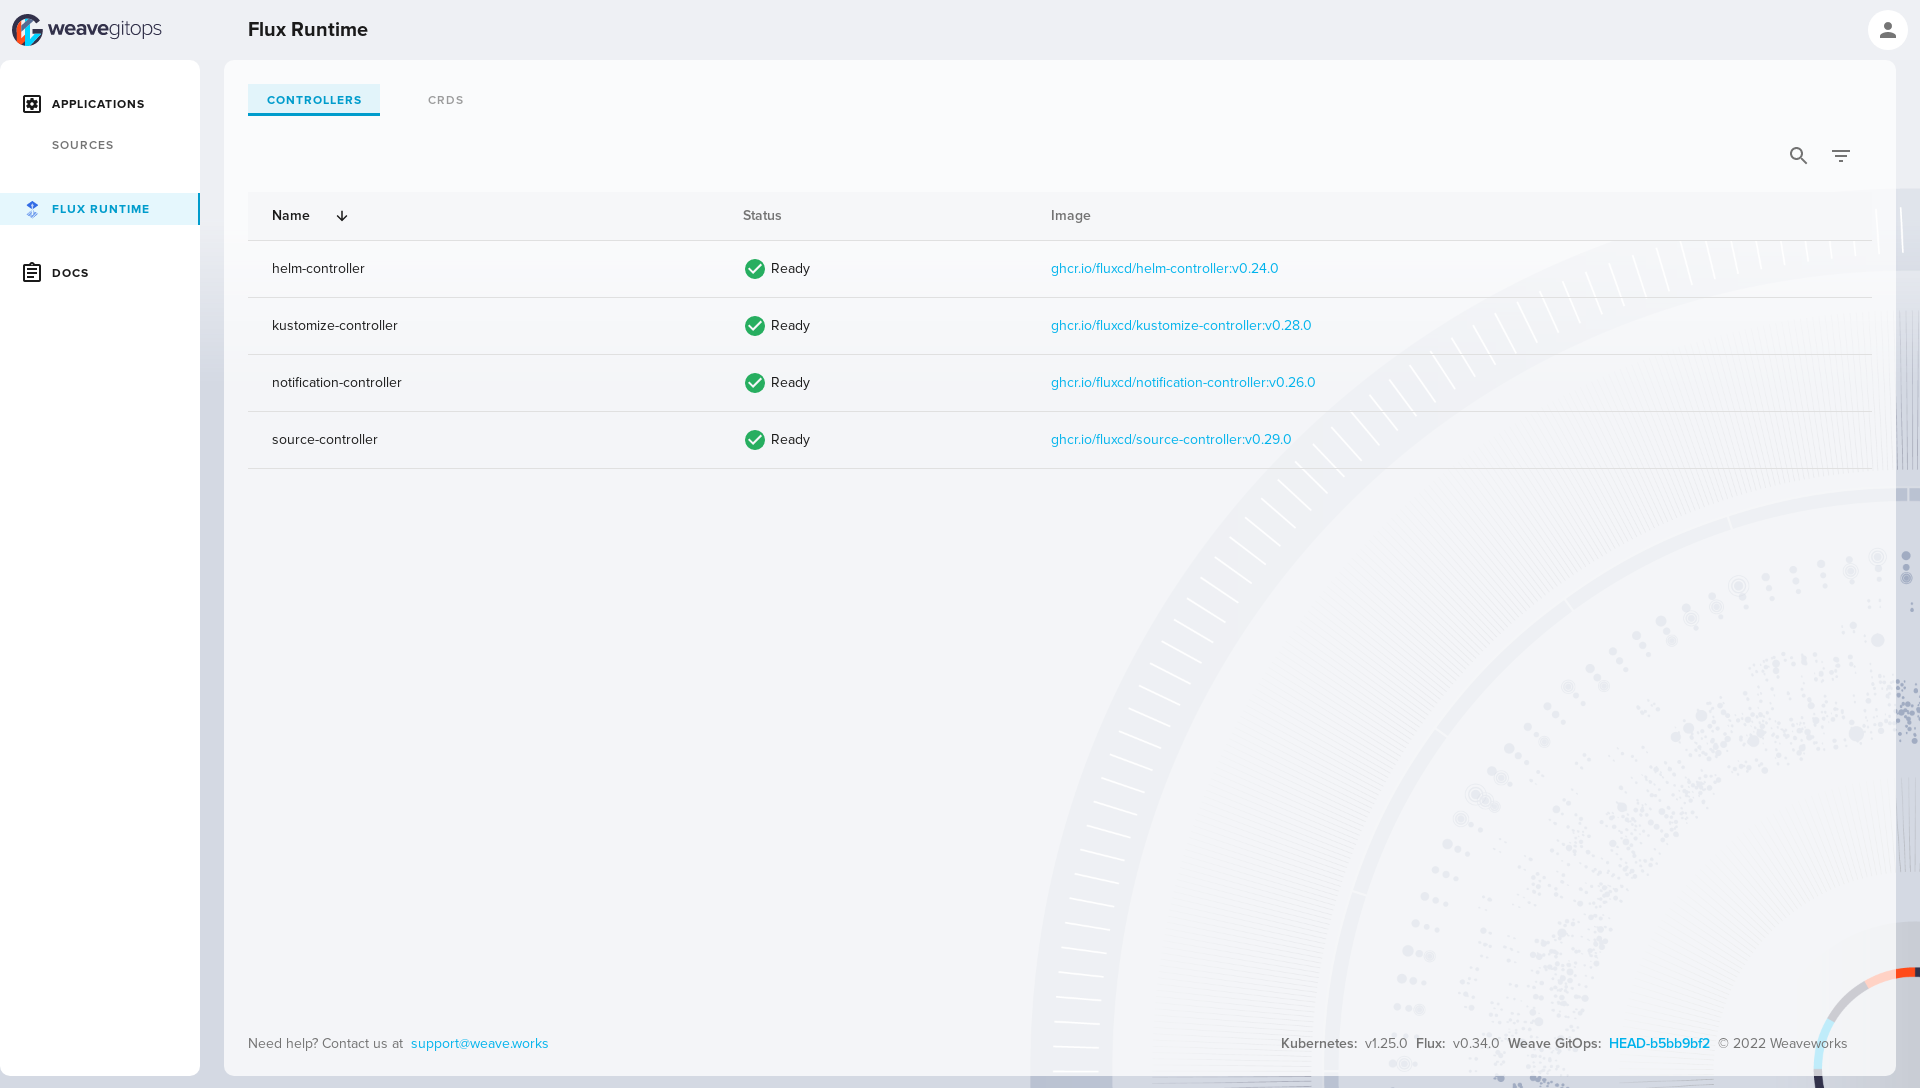 weavegitops
Flux Runtime
APPLICATIONS
SOURCES
FLUX RUNTIME
DOCS
CONTROLLERS CRDS
Name Status Image
helm-controller Ready ghcr.io/fluxcd/helm-controller:v0.24.0
kustomize-controller Ready ghcr.io/fluxcd/kustomize-controller:v0.28.0
notification-controller Ready ghcr.io/fluxcd/notification-controller:v0.26.0
source-controller Ready ghcr.io/fluxcd/source-controller:v0.29.0
Need help? Contact us at support@weave.works
Kubernetes: v1.25.0 Flux: v0.34.0 Weave GitOps: HEAD-b5bb9bf2 © 2022 Weaveworks